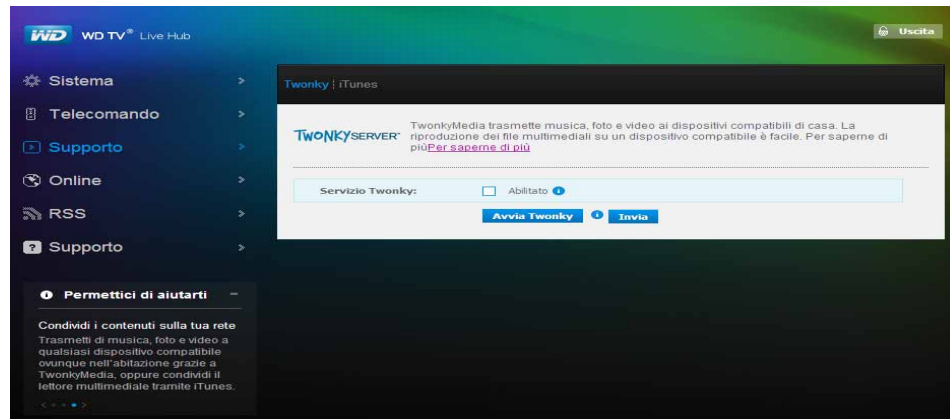 WD WD TV® Live Hub
Uscita
Sistema
Telecomando
Supporto
Online
RSS
Supporto
Permettici di aiutarti
Condividi i contenuti sulla tua rete
Trasmetti di musica, foto e video a
qualsiasi dispositivo compatibile
ovunque nell'abitazione grazie a
TwonkyMedia, oppure condividi il
lettore multimediale tramite iTunes.
Twonky | iTunes
TWONKYSERVER™
TwonkyMedia trasmette musica, foto e video ai dispositivi compatibili di casa. La
riproduzione dei file multimediali su un dispositivo compatibile è facile. Per saperne di
piùPer saperne di più
Servizio Twonky:
Abilitato
Avvia Twonky
Invia